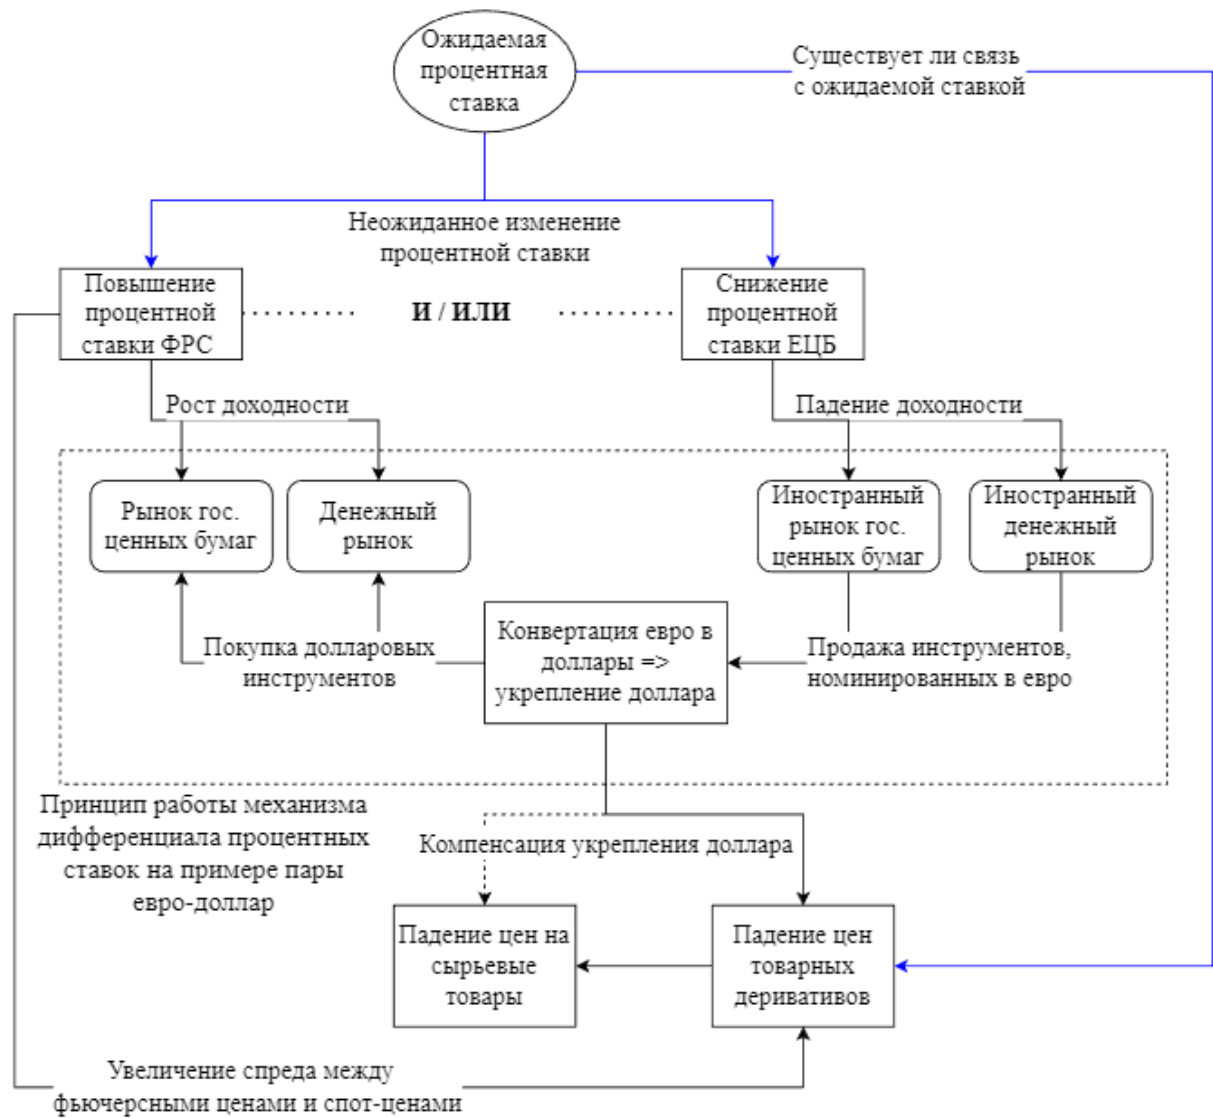 Ожидаемая
процентная
ставка
Существует ли связь
с ожидаемой ставкой
Неожиданное изменение
процентной ставки
Повышение
процентной
ставки ФРС
И / ИЛИ
Снижение
процентной
ставки ЕЦБ
Рост доходности
Падение доходности
Рынок гос.
ценных бумаг
Денежный
рынок
Иностранный
рынок гос.
ценных бумаг
Иностранный
денежный
рынок
Покупка долларовых
инструментов
Конвертация евро в
доллары =>
укрепление доллара
Продажа инструментов,
номинированных в евро
Принцип работы механизма
дифференциала процентных
ставок на примере пары
евро-доллар
Компенсация укрепления доллара
Падение цен на
сырьевые
товары
Падение цен
товарных
деривативов
Увеличение спреда между
фьючерсными ценами и спот-ценами